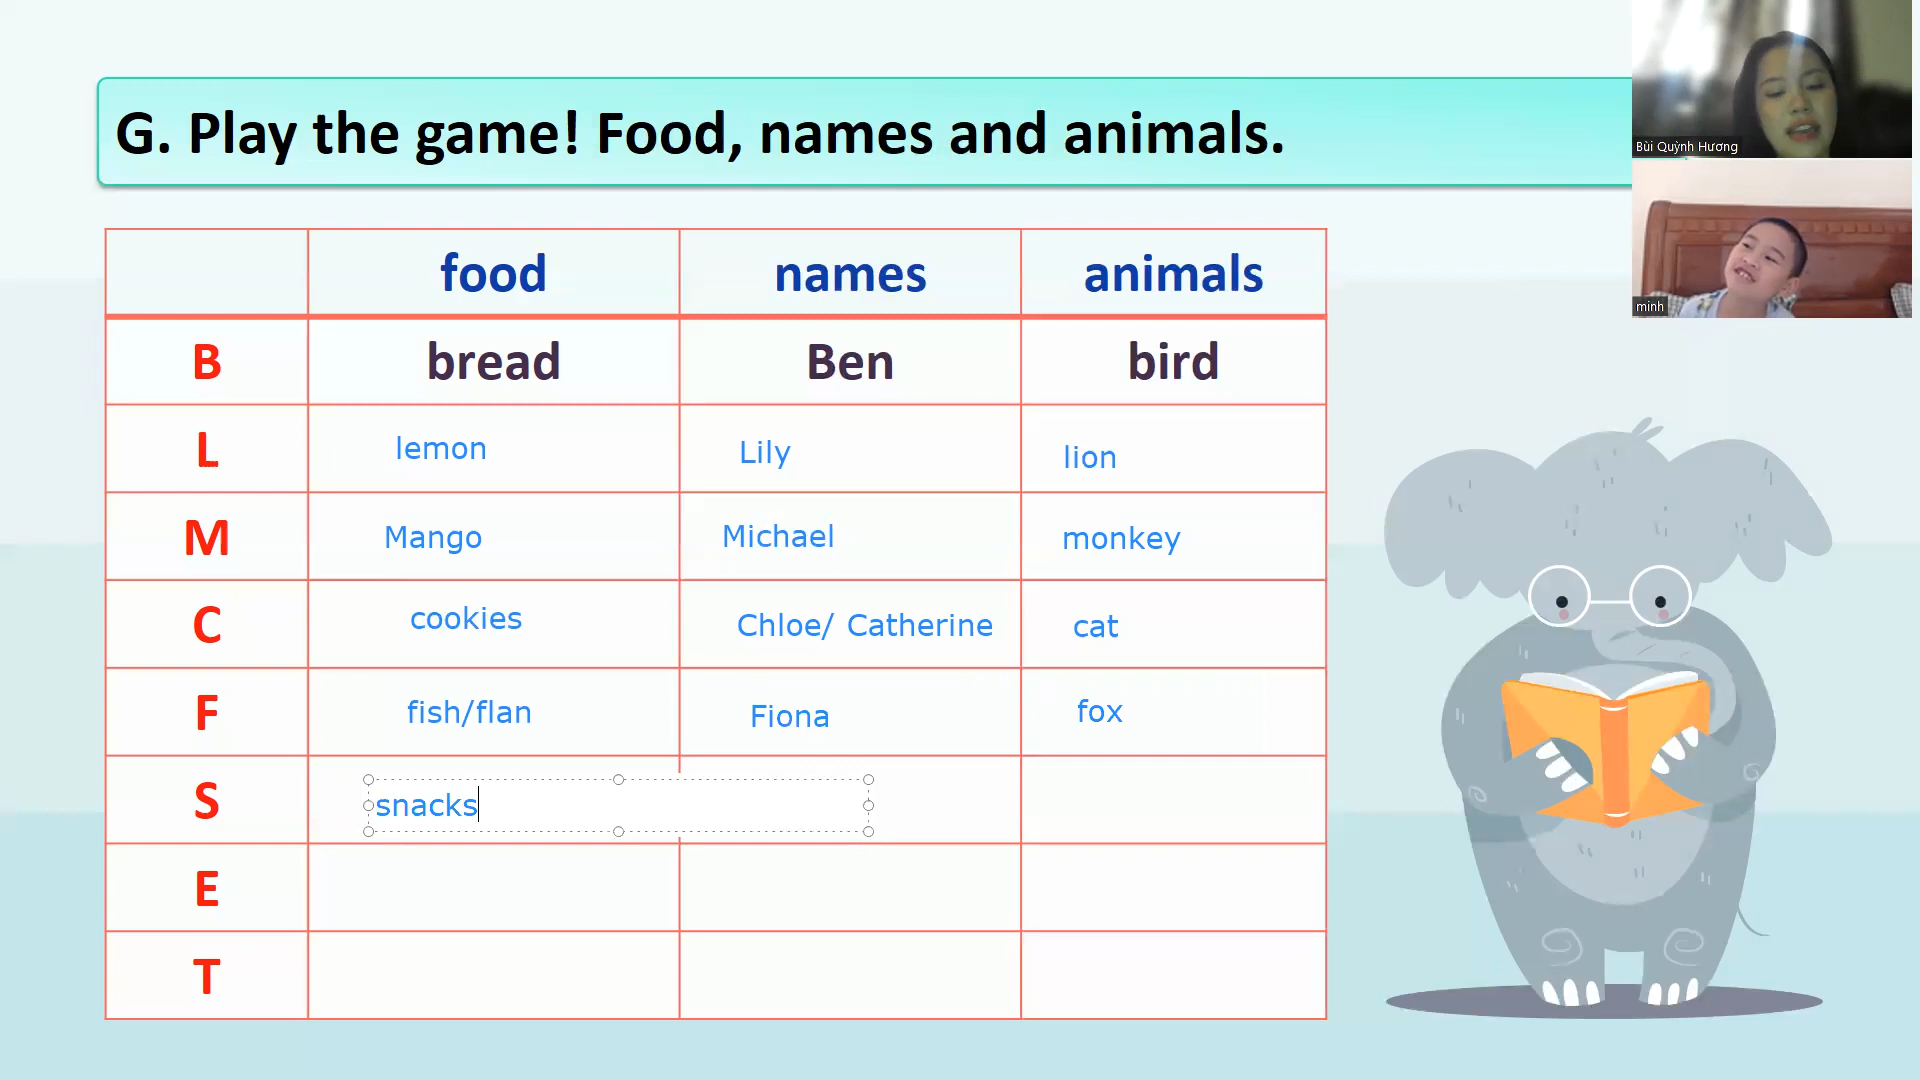 G. Play the game! Food, names and animals.
food names animals
B bread Ben bird
L lemon Lily lion
M Mango Michael monkey
C cookies Chloe/ Catherine cat
F fish/flan Fiona fox
S snacks
E
T
Bùi Quỳnh Hương
minh